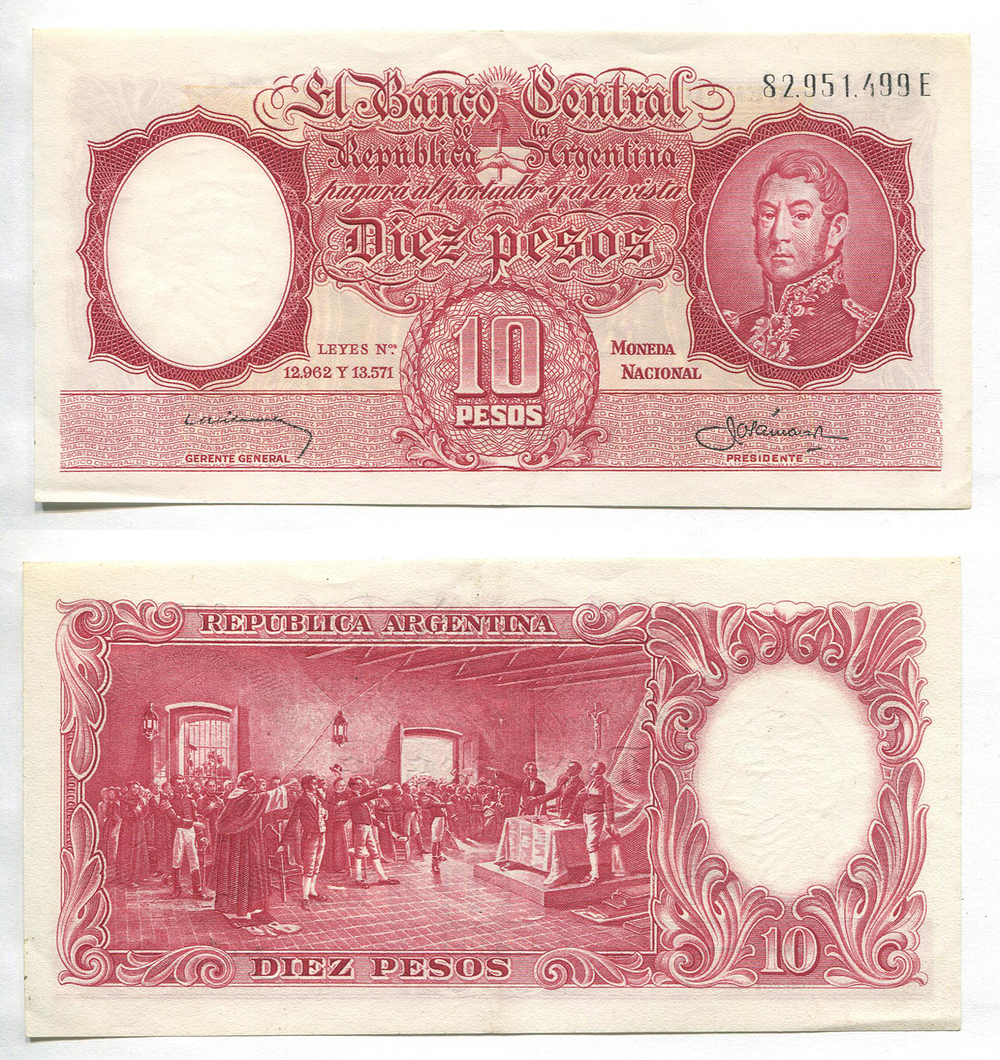 82.951.499 E
El Banco Central
de la
República Argentina
pagará al portador y a la vista
Diez pesos
LEYES Nos.
12.962 Y 13.571
10
PESOS
MONEDA
NACIONAL
GERENTE GENERAL
PRESIDENTE
REPUBLICA ARGENTINA
DIEZ PESOS
10